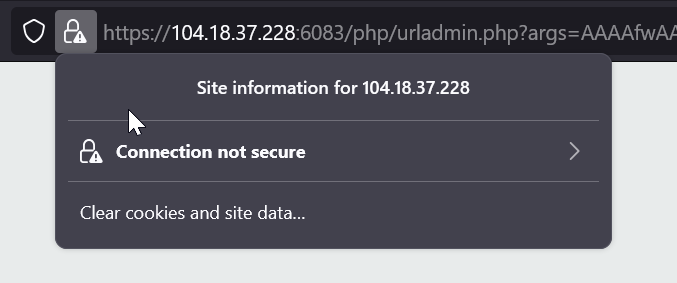 https://104.18.37.228:6083/php/urladmin.php?args=AAAAfwAA
Site information for 104.18.37.228
Connection not secure
Clear cookies and site data...